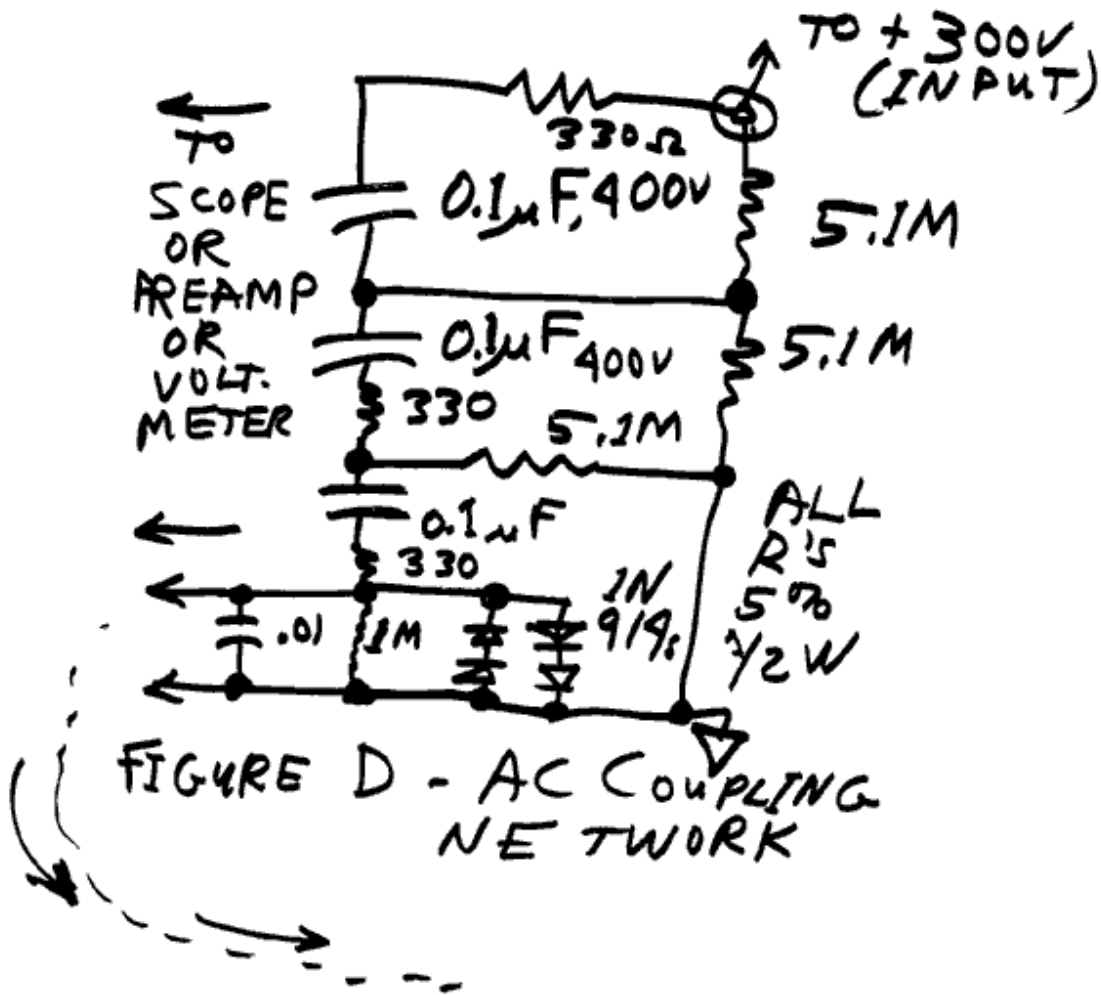 TO + 300V
(INPUT)
330Ω
TO
SCOPE
OR
PREAMP
OR
VOLT.
METER
0.1μF, 400V
5.1M
0.1μF 400V
5.1M
330
5.1M
0.1μF
330
ALL
R'S
5%
1/2 W
.01
1M
1N
914s
FIGURE D - AC COUPLING
NETWORK